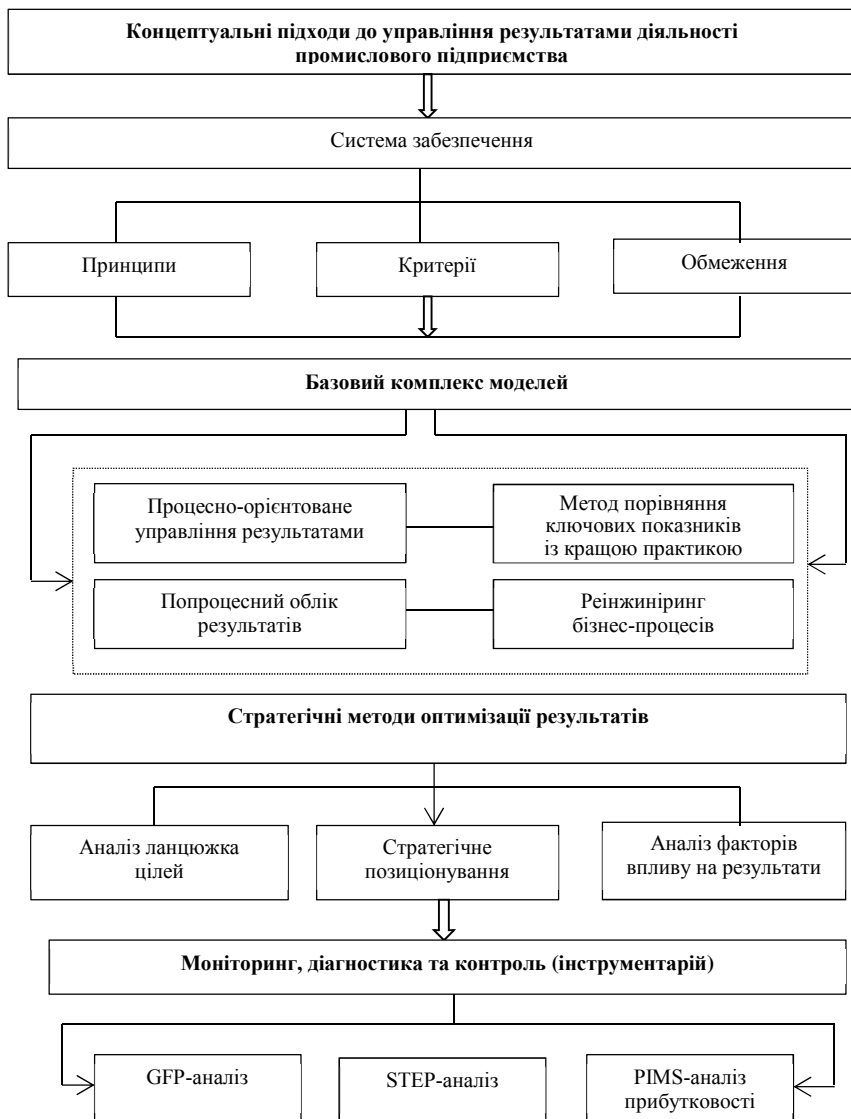 Концептуальні підходи до управління результатами діяльності
промислового підприємства
Система забезпечення
Принципи
Критерії
Обмеження
Базовий комплекс моделей
Процесно-орієнтоване
управління результатами
Метод порівняння
ключових показників
із кращою практикою
Попроцесний облік
результатів
Реінжиніринг
бізнес-процесів
Стратегічні методи оптимізації результатів
Аналіз ланцюжка
цілей
Стратегічне
позиціонування
Аналіз факторів
впливу на результати
Моніторинг, діагностика та контроль (інструментарій)
GFP-аналіз
STEP-аналіз
PIMS-аналіз
прибутковості